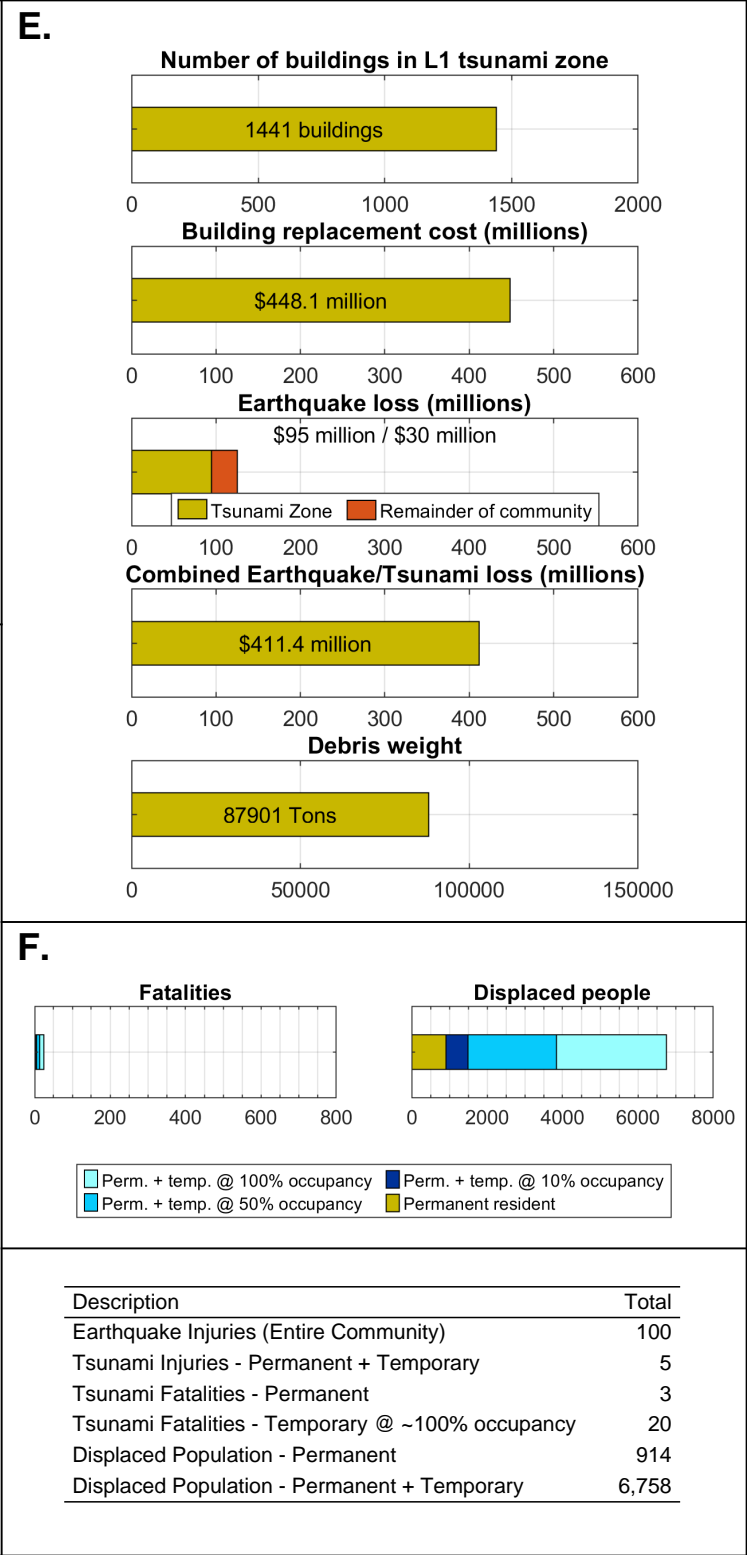 E.
Number of buildings in L1 tsunami zone
1441 buildings
0 500 1000 1500 2000
Building replacement cost (millions)
$448.1 million
0 100 200 300 400 500 600
Earthquake loss (millions)
$95 million / $30 million
Tsunami Zone Remainder of community
0 100 200 300 400 500 600
Combined Earthquake/Tsunami loss (millions)
$411.4 million
0 100 200 300 400 500 600
Debris weight
87901 Tons
0 50000 100000 150000
F.
Fatalities Displaced people
0 200 400 600 800 0 2000 4000 6000 8000
Perm. + temp. @ 100% occupancy Perm. + temp. @ 10% occupancy
Perm. + temp. @ 50% occupancy Permanent resident
Description Total
Earthquake Injuries (Entire Community) 100
Tsunami Injuries - Permanent + Temporary 5
Tsunami Fatalities - Permanent 3
Tsunami Fatalities - Temporary @ ~100% occupancy 20
Displaced Population - Permanent 914
Displaced Population - Permanent + Temporary 6,758